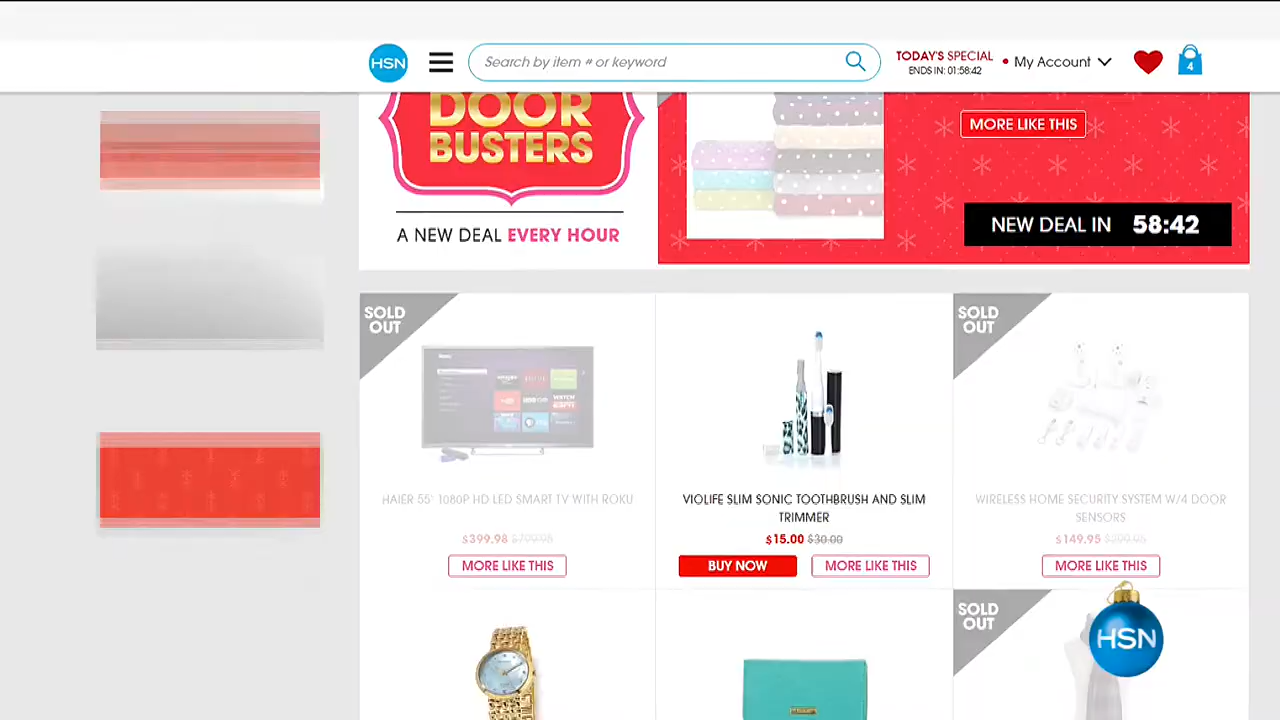 HSN
Search by item # or keyword
TODAY'S SPECIAL
ENDS IN: 01:58:42
My Account
4
DOOR
BUSTERS
A NEW DEAL EVERY HOUR
MORE LIKE THIS
NEW DEAL IN 58:42
SOLD
OUT
HAIER 55' 1080P HD LED SMART TV WITH ROKU
$399.98 $799.95
MORE LIKE THIS
VIOLIFE SLIM SONIC TOOTHBRUSH AND SLIM
TRIMMER
$15.00 $30.00
BUY NOW
MORE LIKE THIS
SOLD
OUT
WIRELESS HOME SECURITY SYSTEM W/4 DOOR
SENSORS
$149.95 $299.95
MORE LIKE THIS
SOLD
OUT
HSN